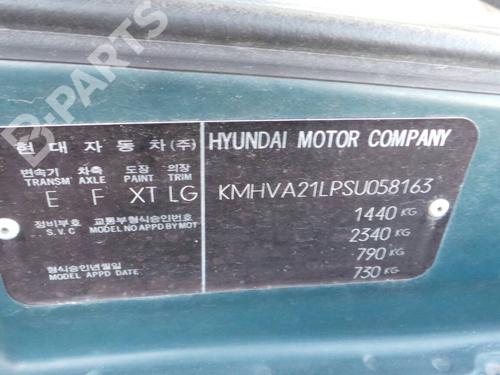 B-PARTS
현대자동차(주)
변속기 차축 도장 의장
TRANSM' AXLE PAINT TRIM
E F XT LG
정비부호 교통부형식승인번호
S.V.C MODEL NO APPD BY MOT
형식승인년월일
MODEL APPD DATE
HYUNDAI MOTOR COMPANY
KMHVA21LPSU058163
1440 KG
2340 KG
790 KG
730 KG